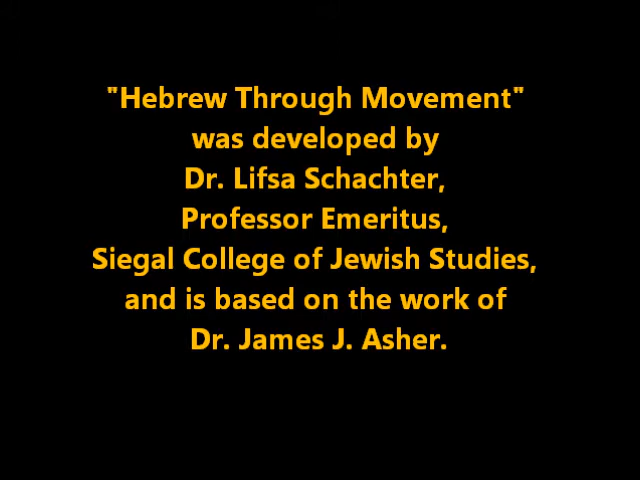 "Hebrew Through Movement"
was developed by
Dr. Lifsa Schachter,
Professor Emeritus,
Siegal College of Jewish Studies,
and is based on the work of
Dr. James J. Asher.